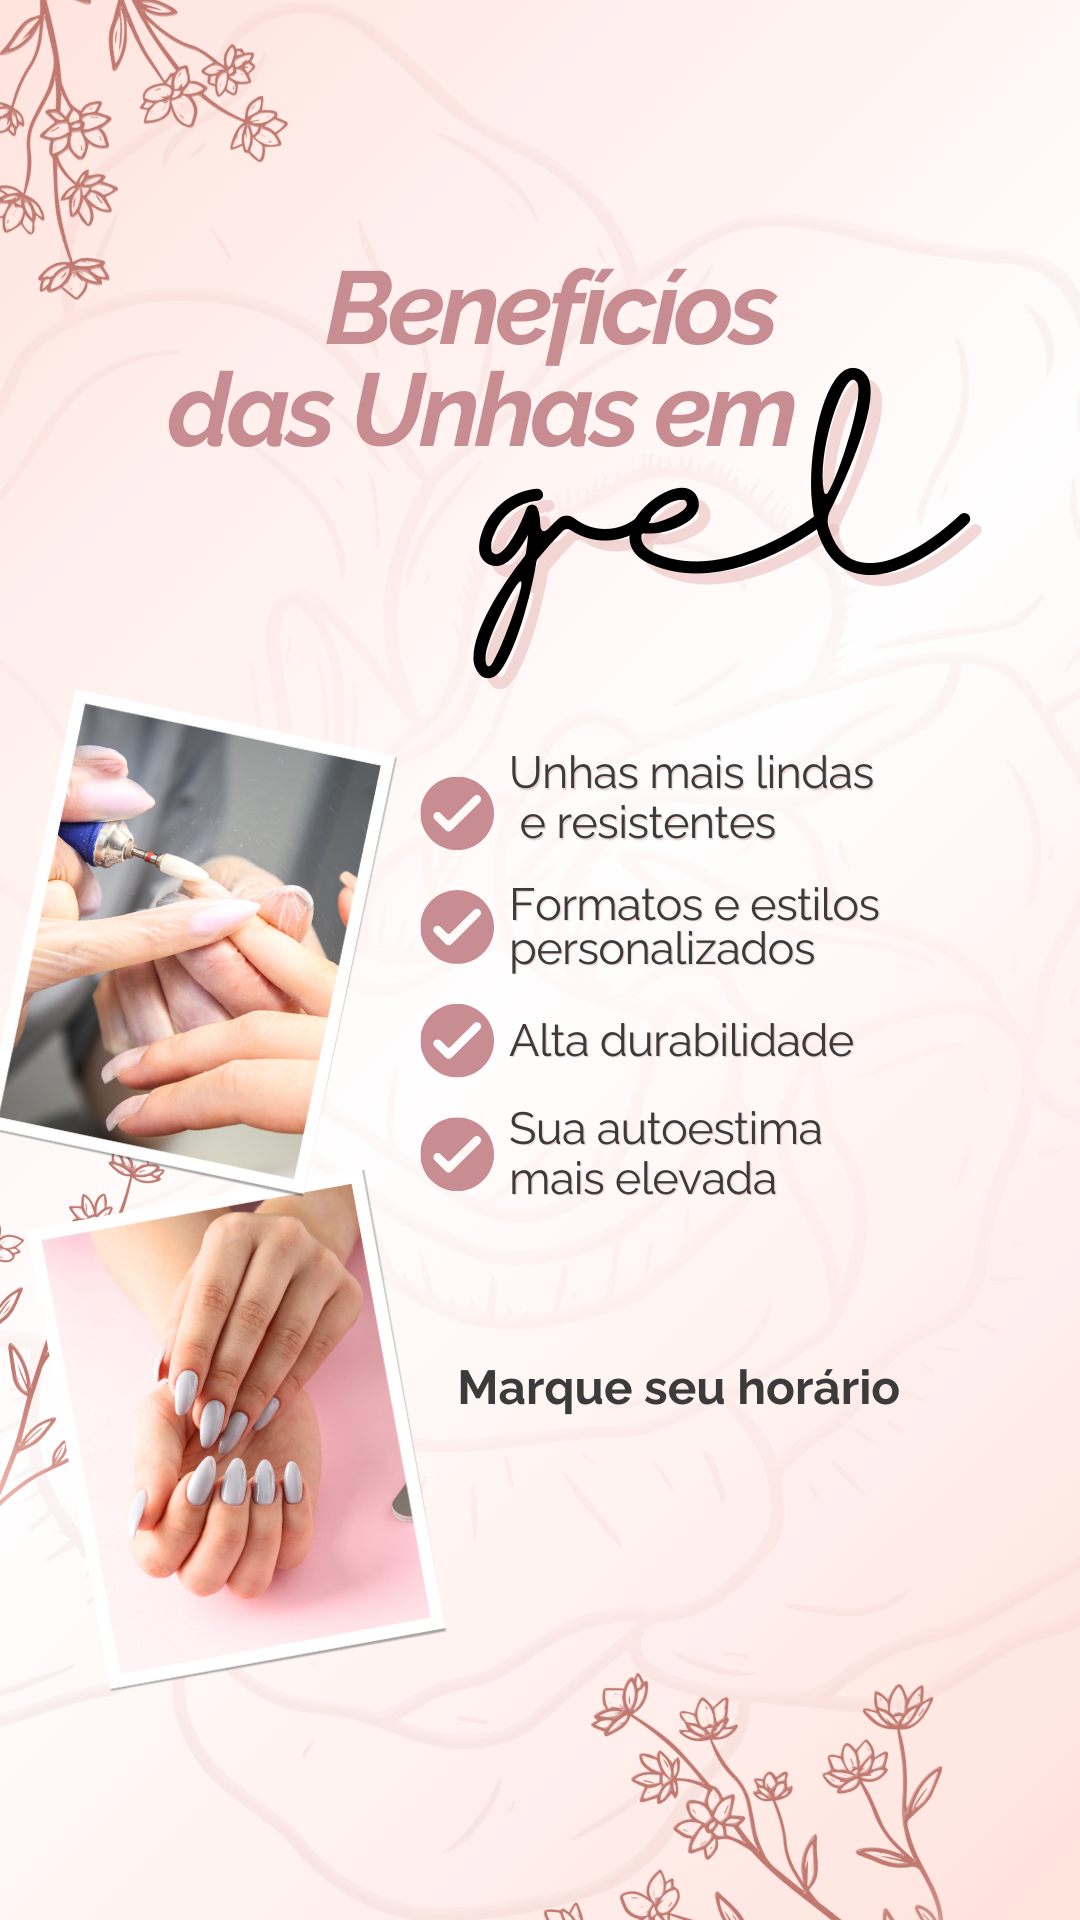 Benefícíos
das Unhas em
gel
Unhas mais lindas
e resistentes
Formatos e estilos
personalizados
Alta durabilidade
Sua autoestima
mais elevada
Marque seu horário